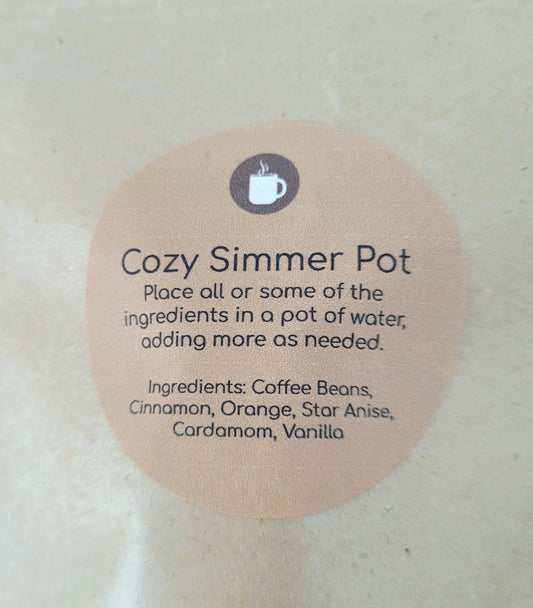 Cozy Simmer Pot
Place all or some of the
ingredients in a pot of water,
adding more as needed.
Ingredients: Coffee Beans,
Cinnamon, Orange, Star Anise,
Cardamom, Vanilla